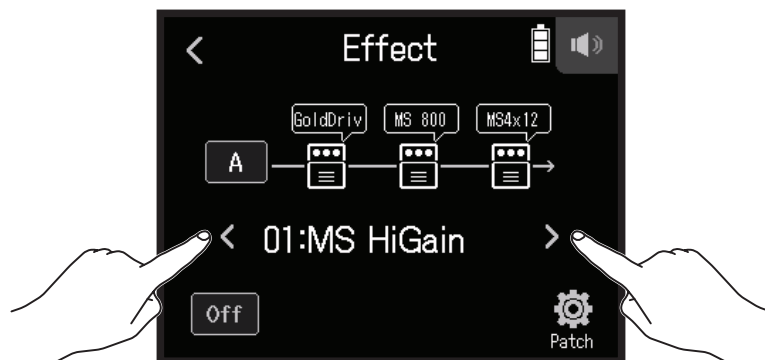 Effect
GoldDriv MS 800 MS4x12
A
01:MS HiGain
Off
Patch